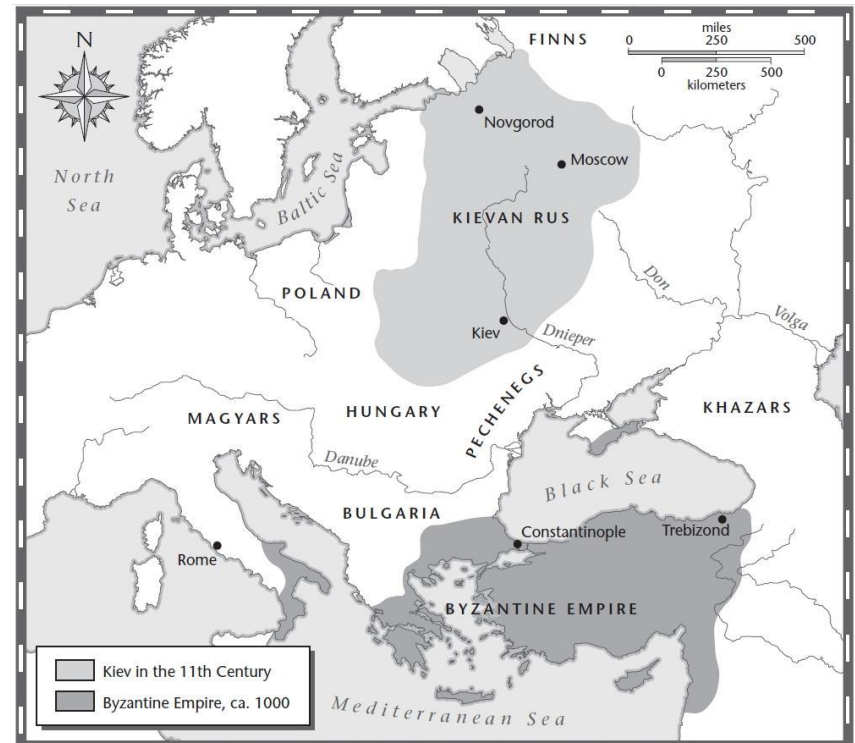 N
FINNS
miles
0 250 500
0 250 500
kilometers
Novgorod
Moscow
North
Sea
Baltic Sea
KIEVAN RUS
POLAND
Don
Volga
Kiev
Dnieper
PECHENEGS
HUNGARY
MAGYARS
KHAZARS
Danube
Black Sea
BULGARIA
Constantinople
Trebizond
Rome
BYZANTINE EMPIRE
Kiev in the 11th Century
Byzantine Empire, ca. 1000
Mediterranean Sea